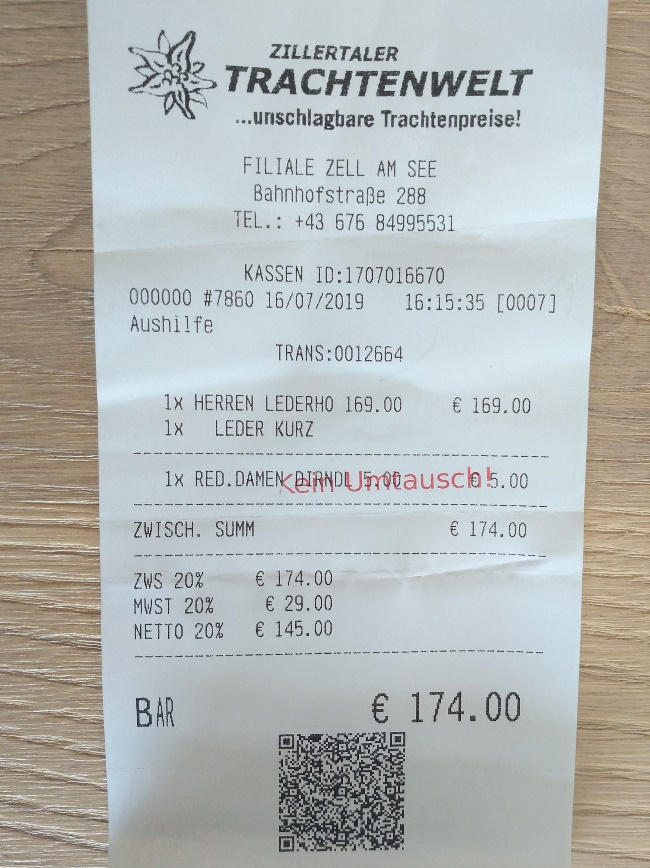 ZILLERTALER
TRACHTENWELT
...unschlagbare Trachtenpreise!
FILIALE ZELL AM SEE
Bahnhofstraße 288
TEL.: +43 676 84995531
KASSEN ID:1707016670
000000 #7860 16/07/2019 16:15:35 [0007]
Aushilfe
TRANS:0012664
1x HERREN LEDERHO 169.00 € 169.00
1x LEDER KURZ
1x RED.DAMEN DIRNDL 5.00 € 5.00
Kein Umtausch!
ZWISCH. SUMM € 174.00
ZWS 20% € 174.00
MWST 20% € 29.00
NETTO 20% € 145.00
BAR € 174.00